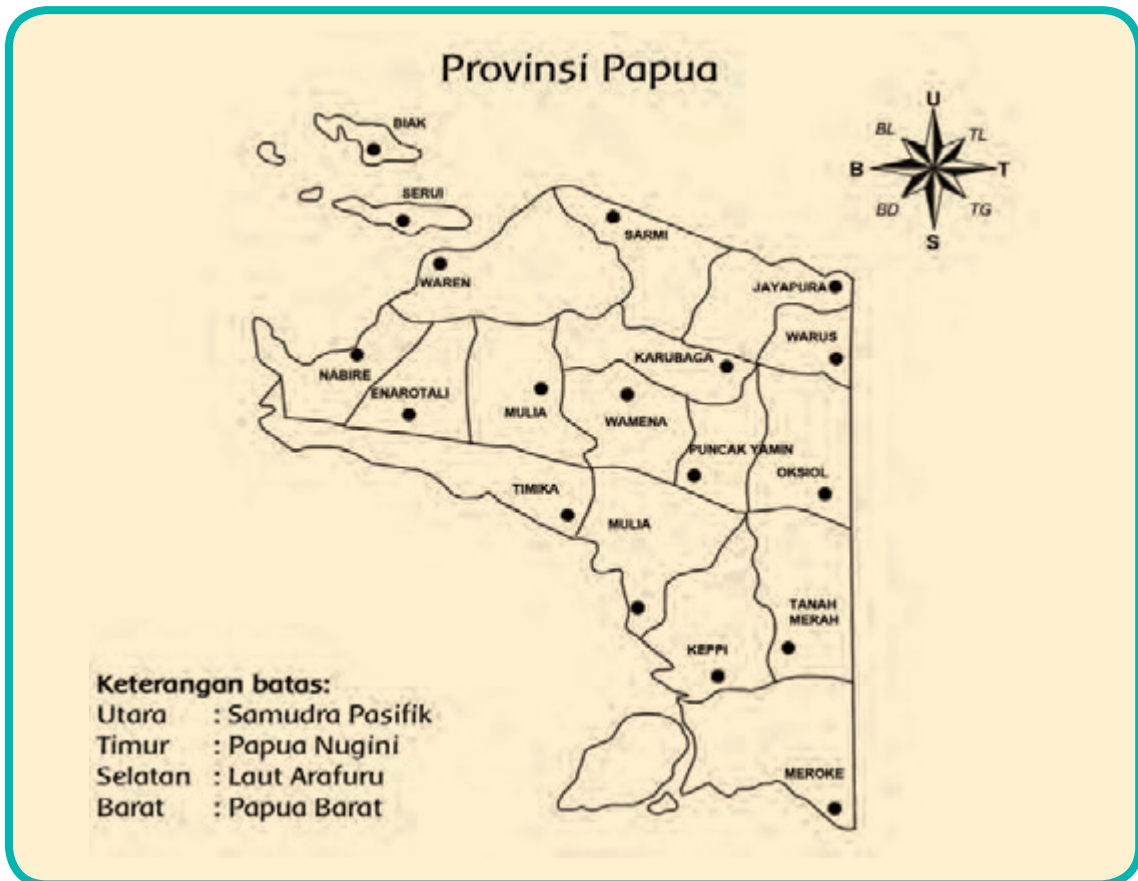 Provinsi Papua
U
BL
TL
B
T
BD
TG
S
BIAK
SERUI
SARMI
WAREN
JAYAPURA
WARUS
KARUBAGA
NABIRE
ENAROTALI
MULIA
WAMENA
PUNCAK YAMIN
OKSIOL
TIMIKA
MULIA
TANAH
MERAH
KEPPI
MEROKE
Keterangan batas:
Utara : Samudra Pasifik
Timur : Papua Nugini
Selatan : Laut Arafuru
Barat : Papua Barat